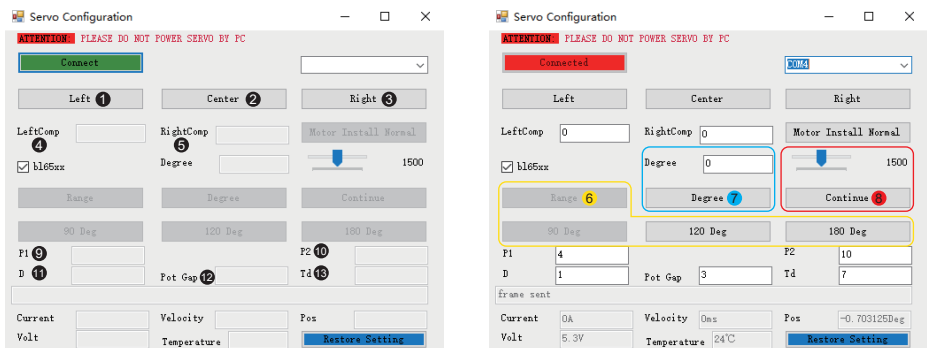 Servo Configuration
ATTENTION: PLEASE DO NOT POWER SERVO BY PC
Connect
Left 1 Center 2 Right 3
LeftComp RightComp Motor Install Normal
4 5
bl65xx Degree 1500
Range Degree Continue
90 Deg 120 Deg 180 Deg
P1 9 P2 10
D 11 Pot Gap 12 Td 13
Current Velocity Pos
Volt Temperature Restore Setting
Servo Configuration
ATTENTION: PLEASE DO NOT POWER SERVO BY PC
Connected COM4
Left Center Right
LeftComp 0 RightComp 0 Motor Install Normal
bl65xx Degree 0 1500
Range 6 Degree 7 Continue 8
90 Deg 120 Deg 180 Deg
P1 4 P2 10
D 1 Pot Gap 3 Td 7
frame sent
Current 0A Velocity 0ms Pos -0.703125Deg
Volt 5.3V Temperature 24℃ Restore Setting